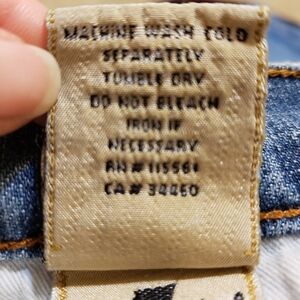 MACHINE WASH COLD
SEPARATELY
TUMBLE DRY
DO NOT BLEACH
IRON IF
NECESSARY
RN# 115561
CA# 34460